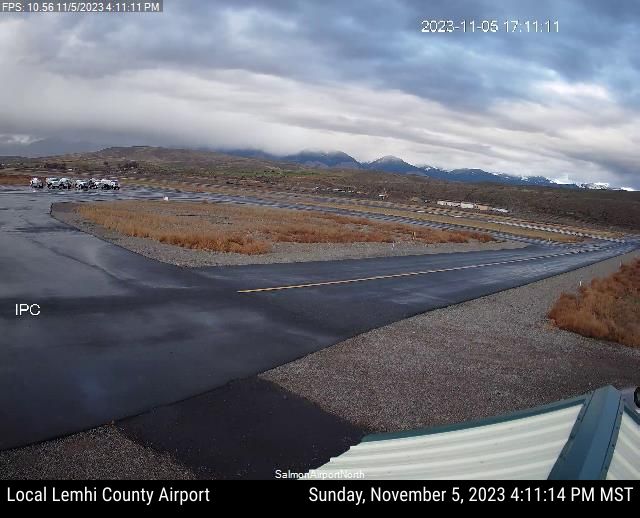 FPS: 10.56 11/5/2023 4:11:11 PM
2023-11-05 17:11:11
IPC
SalmonAirportNorth
Local Lemhi County Airport
Sunday, November 5, 2023 4:11:14 PM MST